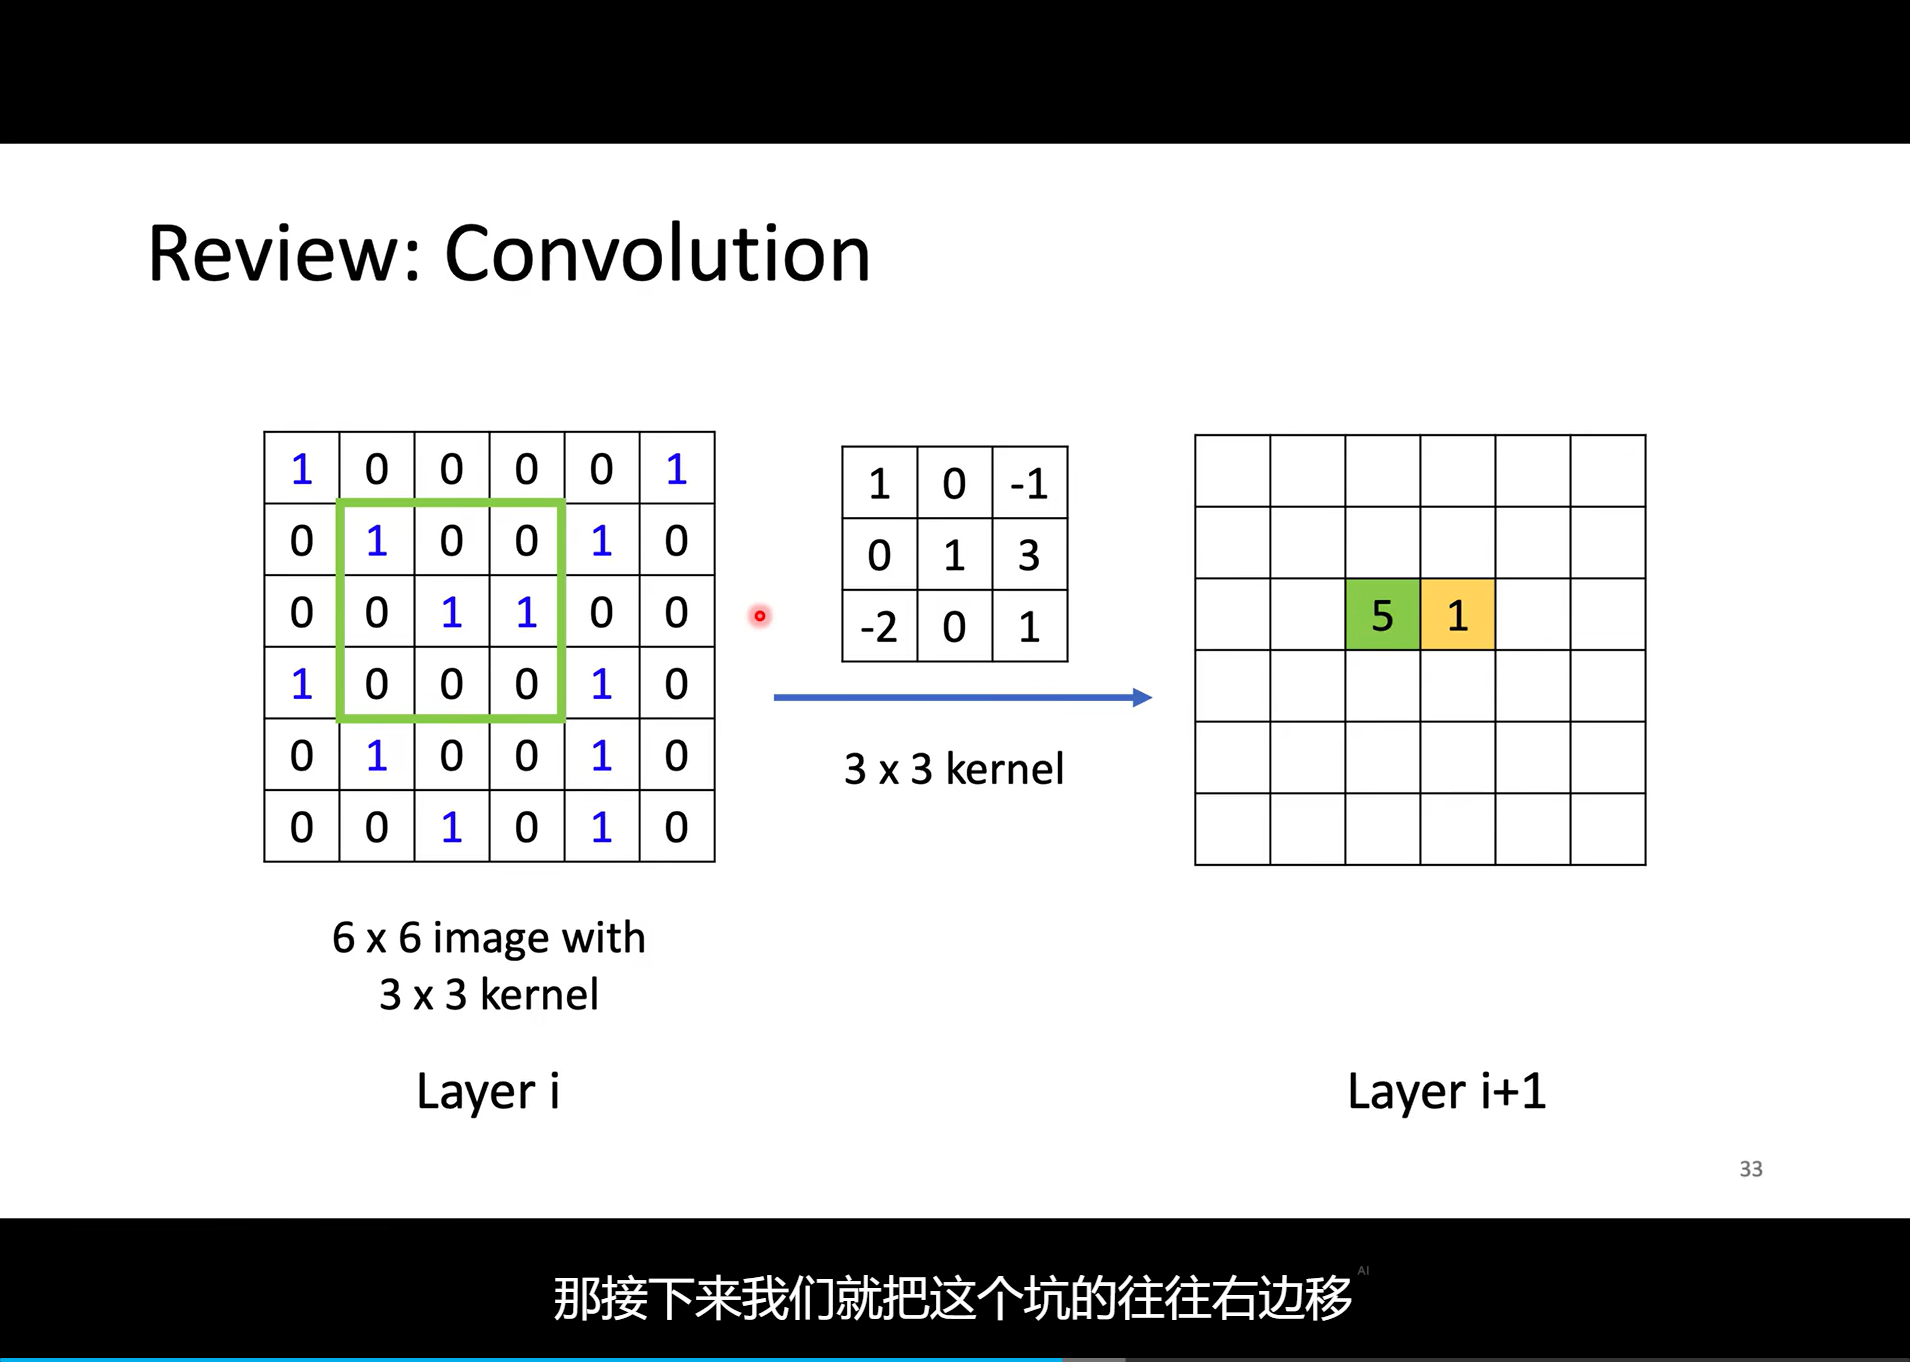 Review: Convolution
1 0 0 0 0 1
0 1 0 0 1 0
0 0 1 1 0 0
1 0 0 0 1 0
0 1 0 0 1 0
0 0 1 0 1 0
6 x 6 image with
3 x 3 kernel
Layer i
1 0 -1
0 1 3
-2 0 1
3 x 3 kernel
5 1
Layer i+1
33
那接下来我们就把这个坑的往往右边移
AI